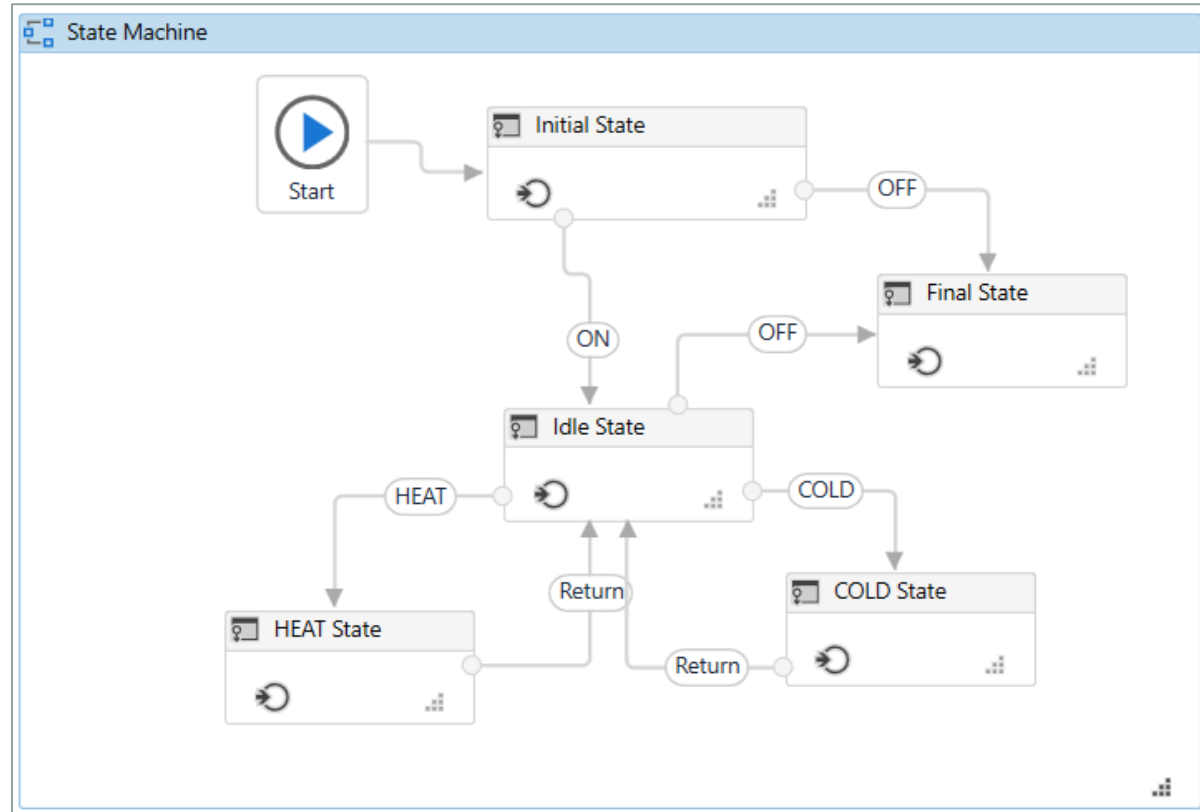 State Machine
Start
Initial State
OFF
Final State
ON
OFF
Idle State
HEAT
COLD
Return
COLD State
HEAT State
Return